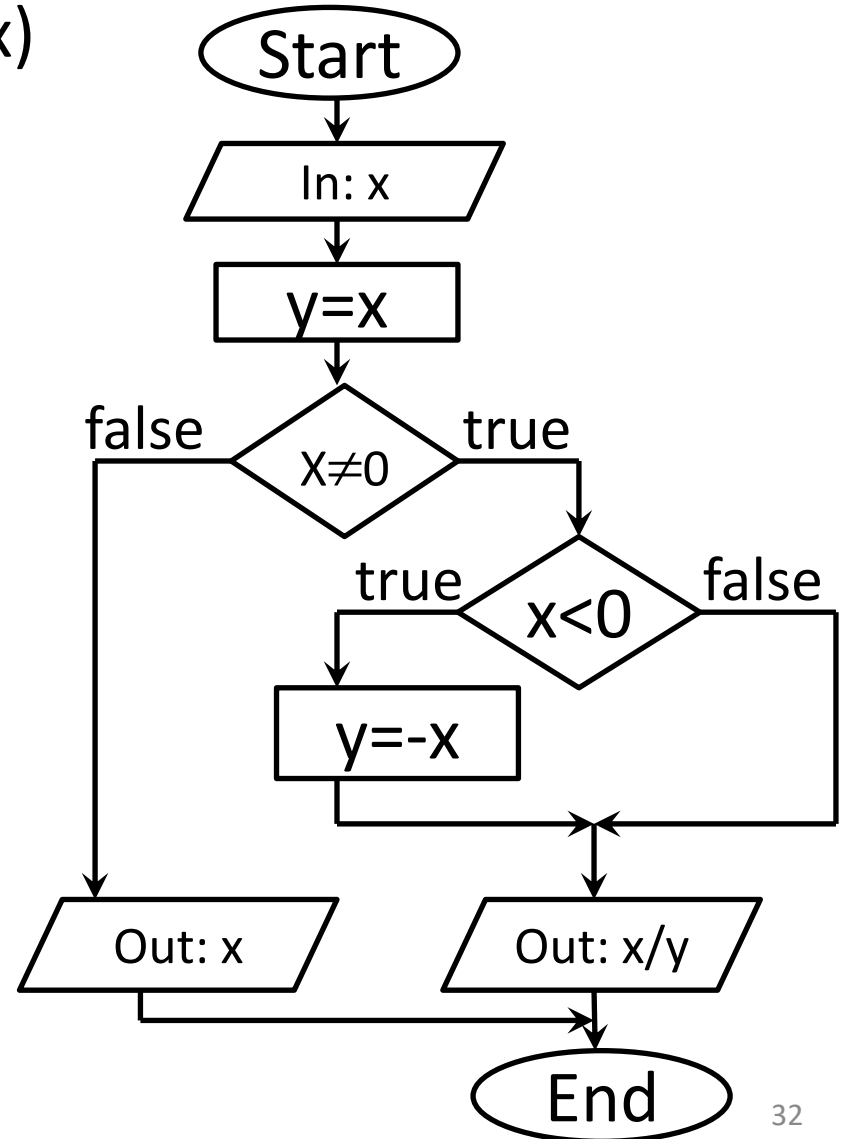 x)
Start
In: x
y=x
false
true
X≠0
true
false
x<0
y=-x
Out: x
Out: x/y
End
32